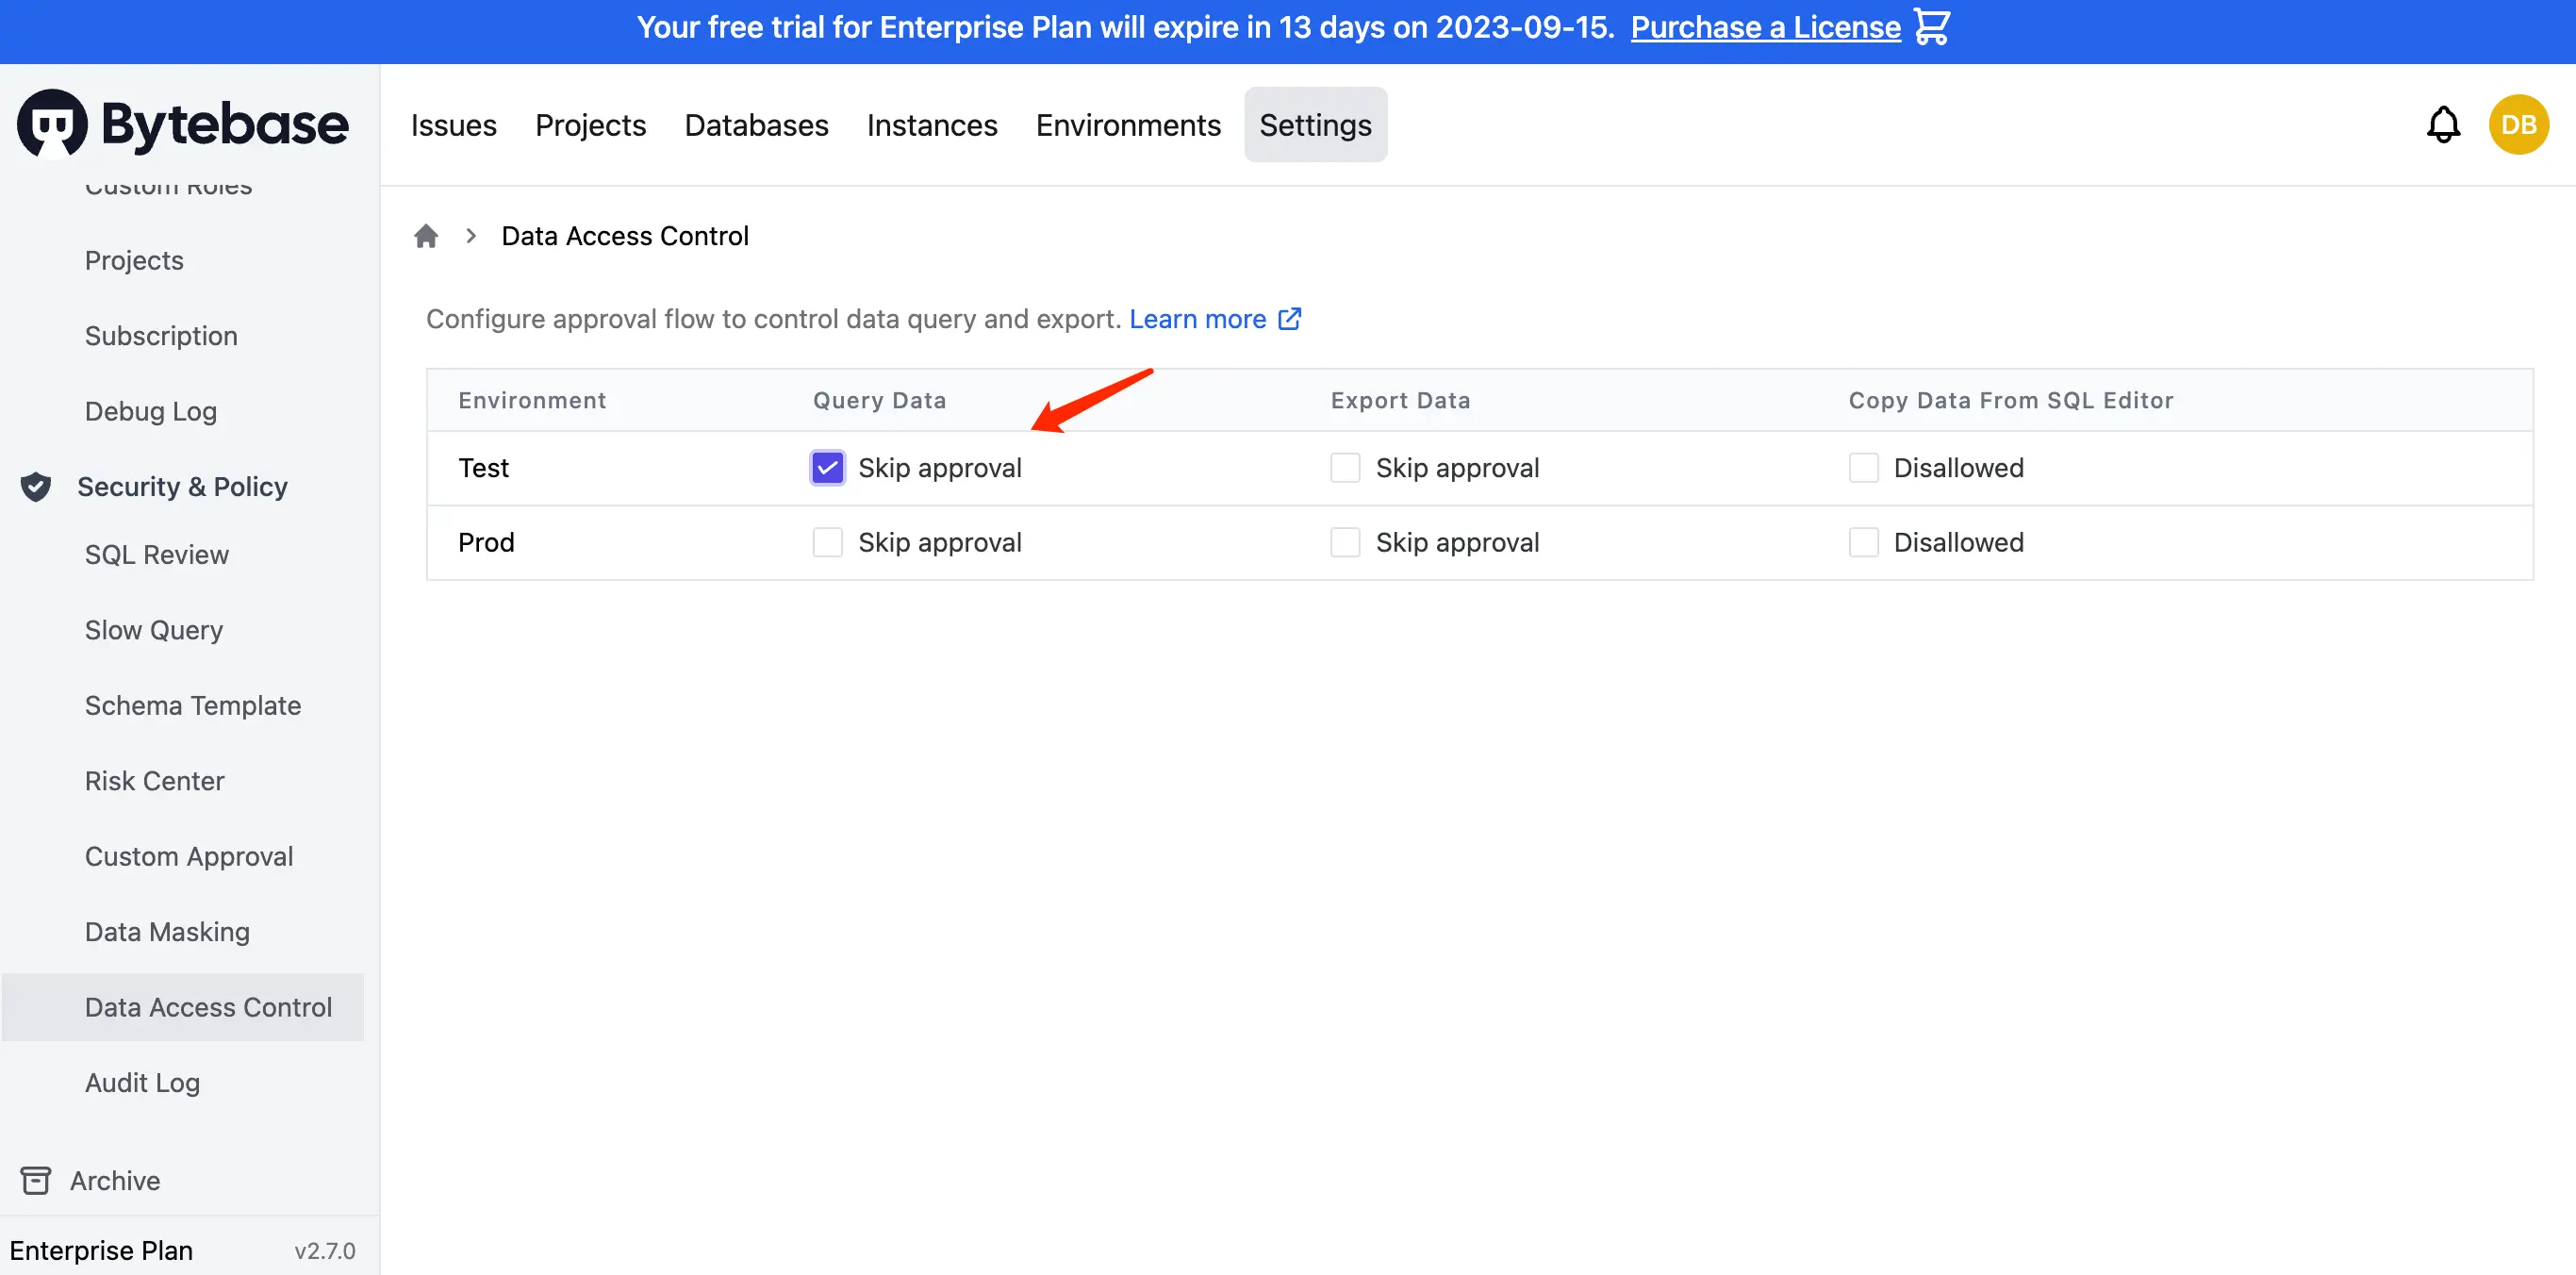 Your free trial for Enterprise Plan will expire in 13 days on 2023-09-15. Purchase a License
Bytebase
Issues Projects Databases Instances Environments Settings
DB
Custom Roles
Projects
Subscription
Debug Log
Security & Policy
SQL Review
Slow Query
Schema Template
Risk Center
Custom Approval
Data Masking
Data Access Control
Audit Log
Archive
Enterprise Plan v2.7.0
Data Access Control
Configure approval flow to control data query and export. Learn more
Environment Query Data Export Data Copy Data From SQL Editor
Test Skip approval Skip approval Disallowed
Prod Skip approval Skip approval Disallowed